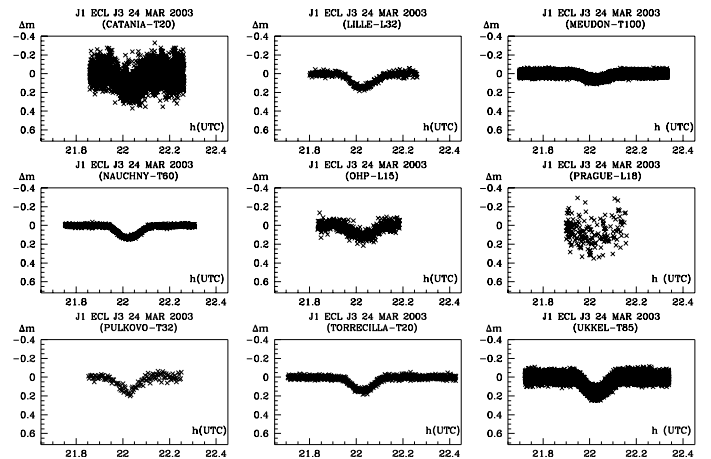 J1 ECL J3 24 MAR 2003
(CATANIA-T20)
Δm
-0.4
-0.2
0
0.2
0.4
0.6
h(UTC)
21.8 22 22.2 22.4
J1 ECL J3 24 MAR 2003
(LILLE-L32)
Δm
-0.4
-0.2
0
0.2
0.4
0.6
h(UTC)
21.8 22 22.2 22.4
J1 ECL J3 24 MAR 2003
(MEUDON-T100)
Δm
-0.4
-0.2
0
0.2
0.4
0.6
h (UTC)
21.8 22 22.2 22.4
J1 ECL J3 24 MAR 2003
(NAUCHNY-T60)
Δm
-0.4
-0.2
0
0.2
0.4
0.6
h(UTC)
21.8 22 22.2 22.4
J1 ECL J3 24 MAR 2003
(OHP-L15)
Δm
-0.4
-0.2
0
0.2
0.4
0.6
h(UTC)
21.8 22 22.2 22.4
J1 ECL J3 24 MAR 2003
(PRAGUE-L18)
Δm
-0.4
-0.2
0
0.2
0.4
0.6
h (UTC)
21.8 22 22.2 22.4
J1 ECL J3 24 MAR 2003
(PULKOVO-T32)
Δm
-0.4
-0.2
0
0.2
0.4
0.6
h(UTC)
21.8 22 22.2 22.4
J1 ECL J3 24 MAR 2003
(TORRECILLA-T20)
Δm
-0.4
-0.2
0
0.2
0.4
0.6
h(UTC)
21.8 22 22.2 22.4
J1 ECL J3 24 MAR 2003
(UKKEL-T85)
Δm
-0.4
-0.2
0
0.2
0.4
0.6
h (UTC)
21.8 22 22.2 22.4